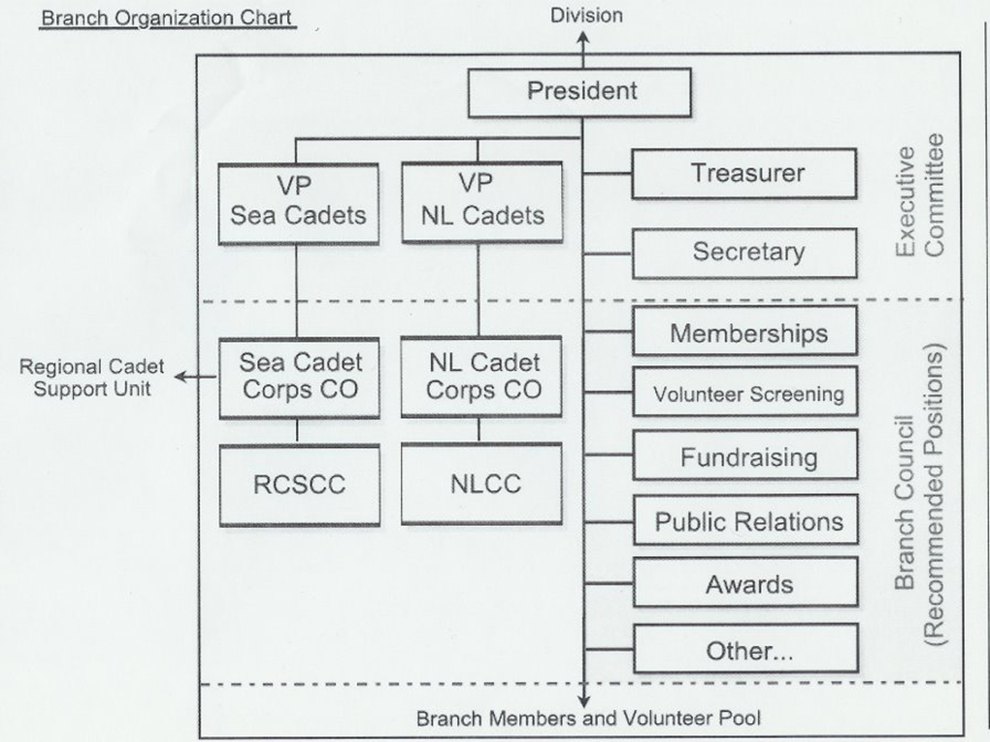 Branch Organization Chart
Division
President
VP
Sea Cadets
VP
NL Cadets
Treasurer
Secretary
Executive
Committee
Regional Cadet
Support Unit
Sea Cadet
Corps CO
NL Cadet
Corps CO
RCSCC
NLCC
Memberships
Volunteer Screening
Fundraising
Public Relations
Awards
Other...
Branch Council
(Recommended Positions)
Branch Members and Volunteer Pool